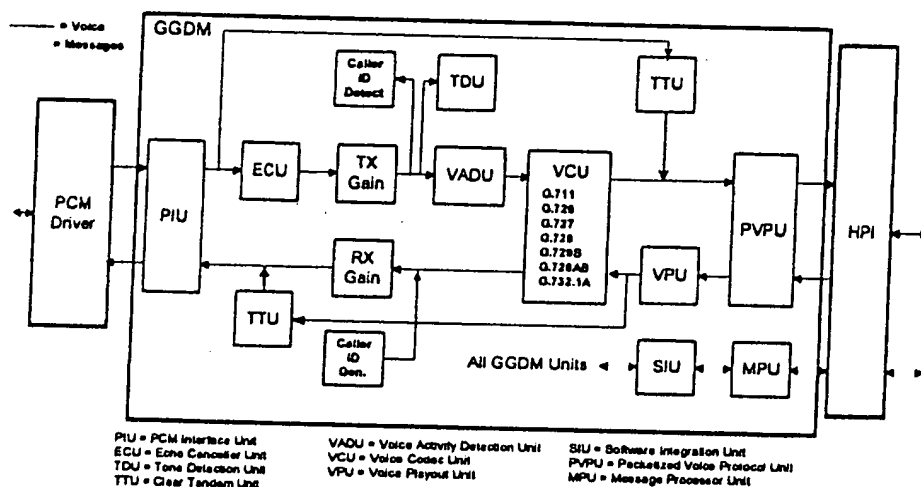 = Voice
= Messages
GGDM
Caller
ID
Detect
TDU
TTU
PCM
Driver
PIU
ECU
TX
Gain
VADU
VCU
G.711
G.726
G.727
G.728
G.729B
G.728AB
G.732.1A
PVPU
HPI
RX
Gain
VPU
TTU
Caller
ID
Gen.
All GGDM Units
SIU
MPU
PIU = PCM Interface Unit
ECU = Echo Canceller Unit
TDU = Tone Detection Unit
TTU = Clear Tandem Unit
VADU = Voice Activity Detection Unit
VCU = Voice Codec Unit
VPU = Voice Playout Unit
SIU = Software Integration Unit
PVPU = Packetized Voice Protocol Unit
MPU = Message Processor Unit